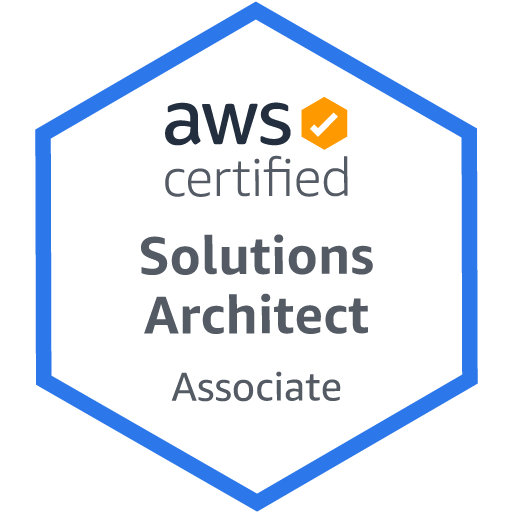 aws
certified
Solutions
Architect
Associate